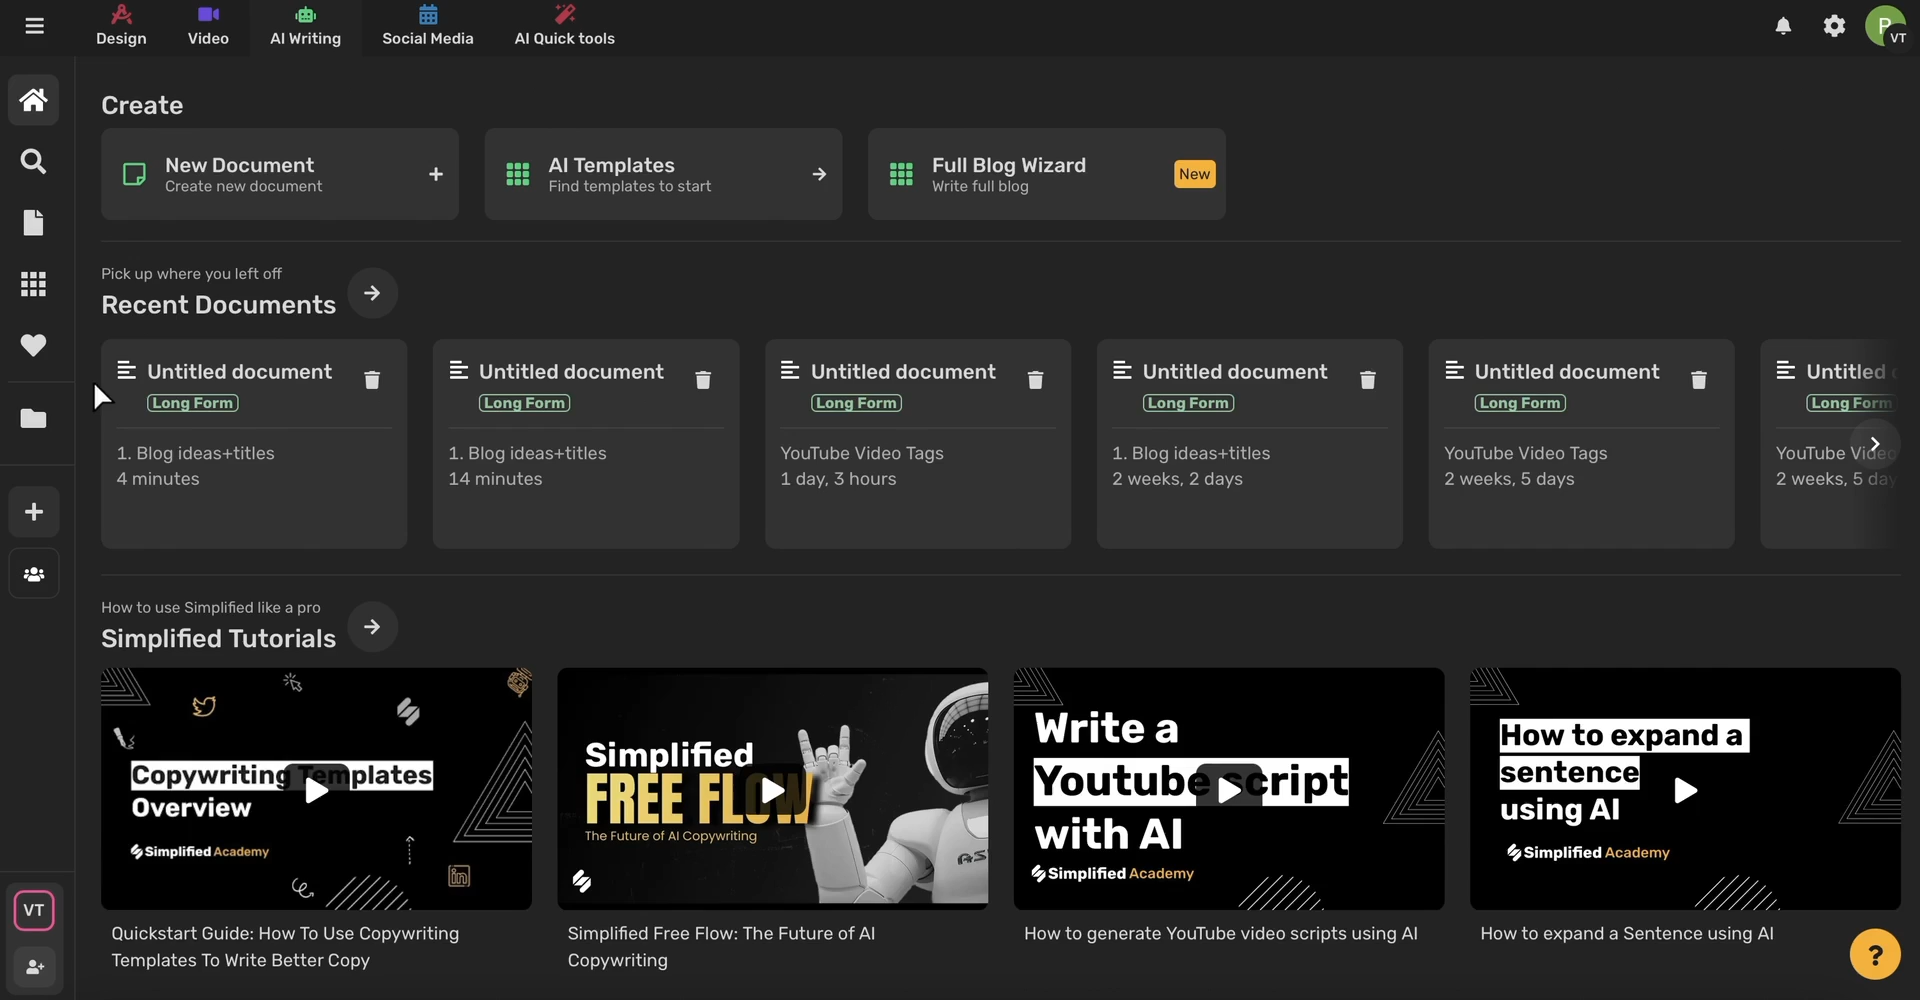 Design
Video
AI Writing
Social Media
AI Quick tools
P
VT
Create
New Document
Create new document
AI Templates
Find templates to start
Full Blog Wizard
Write full blog
New
Pick up where you left off
Recent Documents
Untitled document
Long Form
1. Blog ideas+titles
4 minutes
Untitled document
Long Form
1. Blog ideas+titles
14 minutes
Untitled document
Long Form
YouTube Video Tags
1 day, 3 hours
Untitled document
Long Form
1. Blog ideas+titles
2 weeks, 2 days
Untitled document
Long Form
YouTube Video Tags
2 weeks, 5 days
Untitled
Long Form
YouTube Video
2 weeks, 5 day
How to use Simplified like a pro
Simplified Tutorials
Copywriting Templates
Overview
Simplified Academy
Simplified
FREE FLOW
The Future of AI Copywriting
Write a
Youtube script
with AI
Simplified Academy
How to expand a
sentence
using AI
Simplified Academy
Quickstart Guide: How To Use Copywriting
Templates To Write Better Copy
Simplified Free Flow: The Future of AI
Copywriting
How to generate YouTube video scripts using AI
How to expand a Sentence using AI
VT
?